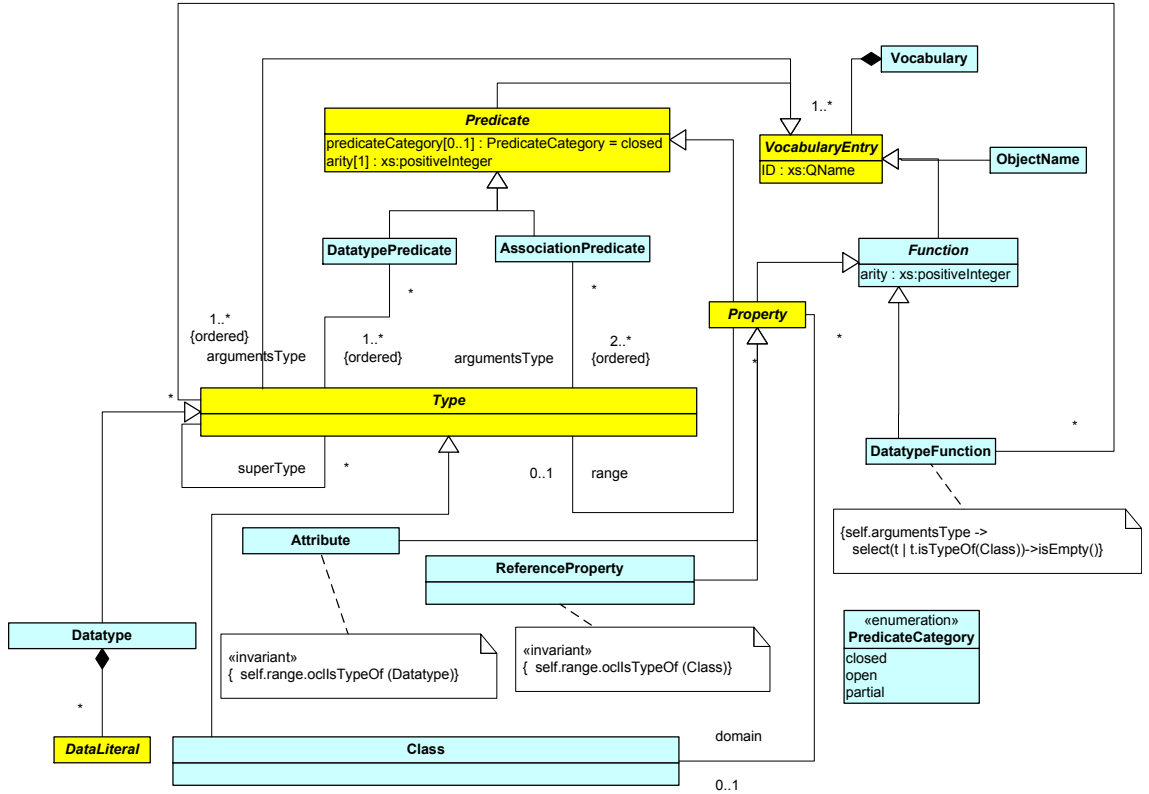 Vocabulary
1..*
Predicate
predicateCategory[0..1] : PredicateCategory = closed
arity[1] : xs:positiveInteger
VocabularyEntry
ID : xs:QName
ObjectName
DatatypePredicate
AssociationPredicate
Function
arity : xs:positiveInteger
*
*
Property
1..*
{ordered}
argumentsType
1..*
{ordered}
argumentsType
2..*
{ordered}
*
*
Type
*
*
superType
*
0..1
range
DatatypeFunction
{self.argumentsType ->
select(t | t.isTypeOf(Class))->isEmpty()}
Attribute
ReferenceProperty
«enumeration»
PredicateCategory
closed
open
partial
Datatype
«invariant»
{ self.range.oclIsTypeOf (Datatype)}
«invariant»
{ self.range.oclIsTypeOf (Class)}
*
DataLiteral
Class
domain
0..1